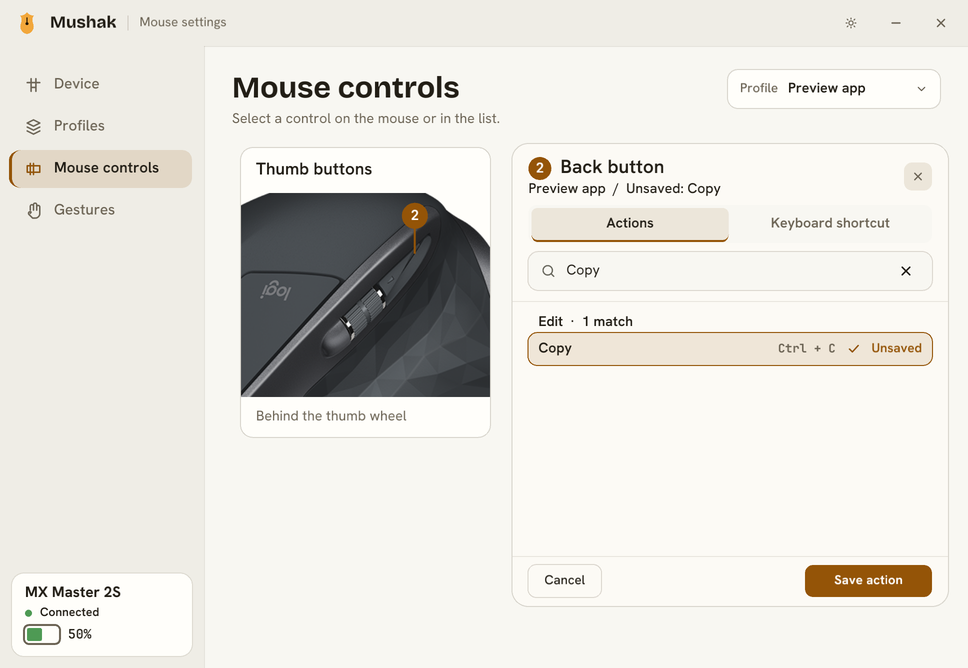 Mushak
Mouse settings
Device
Profiles
Mouse controls
Gestures
MX Master 2S
Connected
50%
Mouse controls
Select a control on the mouse or in the list.
Profile Preview app
Thumb buttons
2
logi
Behind the thumb wheel
2 Back button
Preview app / Unsaved: Copy
Actions
Keyboard shortcut
Copy
Edit · 1 match
Copy Ctrl + C ✓ Unsaved
Cancel
Save action